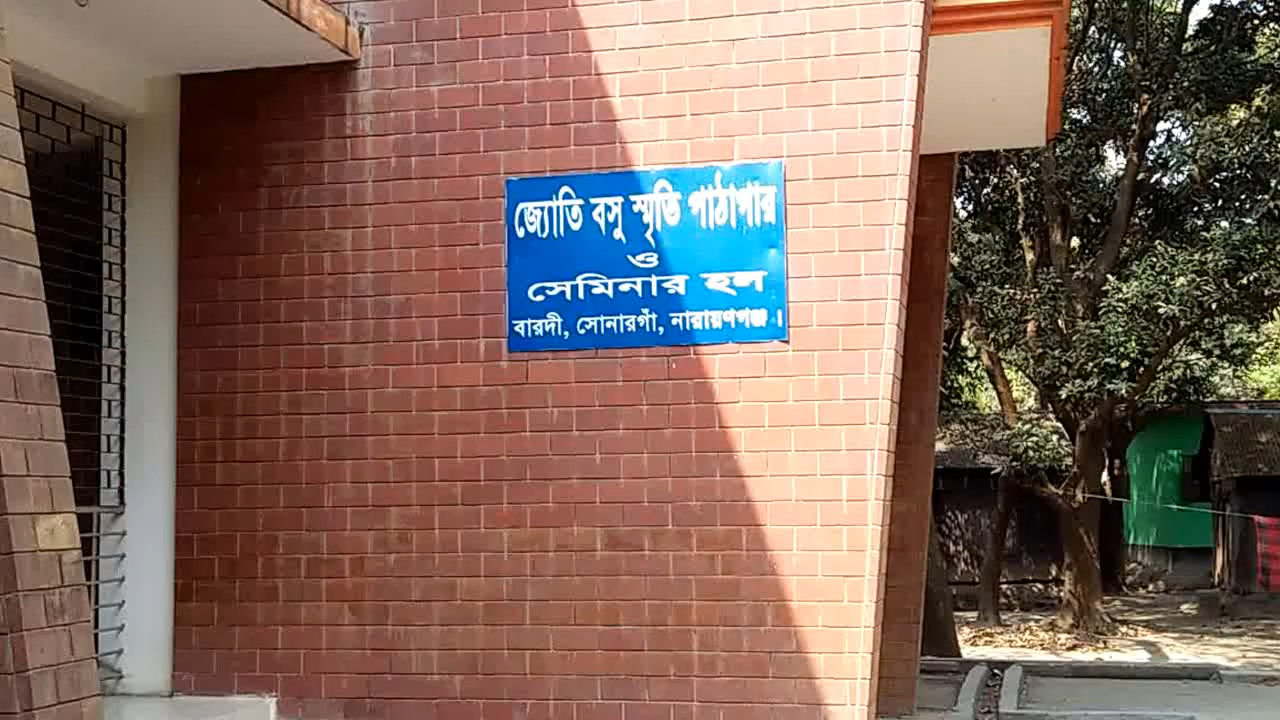 জ্যোতি বসু স্মৃতি পাঠাগার
ও
সেমিনার হল
বারদী, সোনারগাঁ, নারায়ণগঞ্জ।